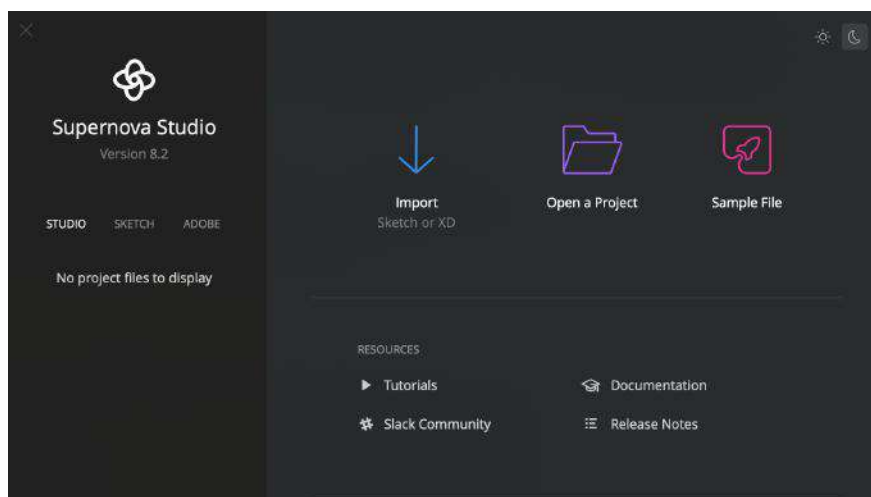 Supernova Studio
Version 8.2
STUDIO SKETCH ADOBE
No project files to display
Import
Sketch or XD
Open a Project
Sample File
RESOURCES
Tutorials
Documentation
Slack Community
Release Notes